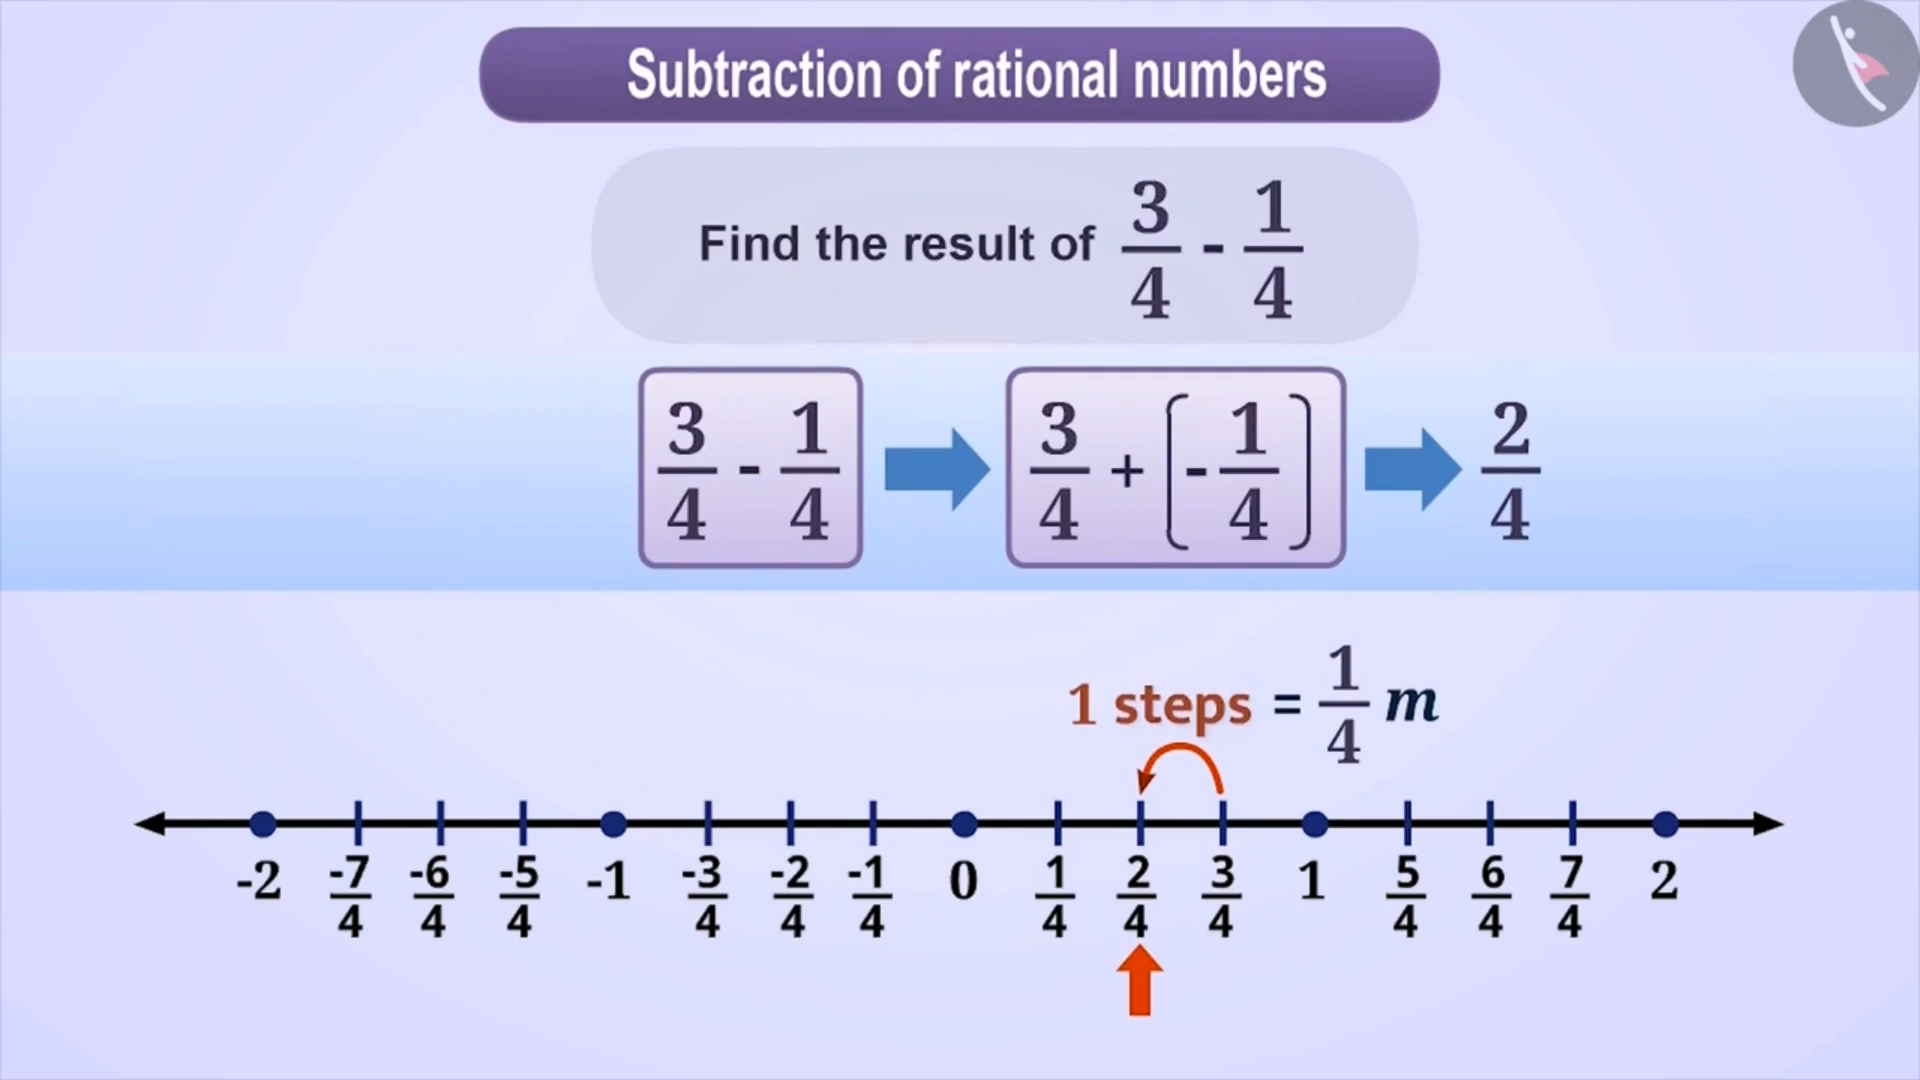 Subtraction of rational numbers
Find the result of 3/4 - 1/4
3/4 - 1/4 3/4 + (-1/4) 2/4
1 steps = 1/4 m
-2 -7/4 -6/4 -5/4 -1 -3/4 -2/4 -1/4 0 1/4 2/4 3/4 1 5/4 6/4 7/4 2